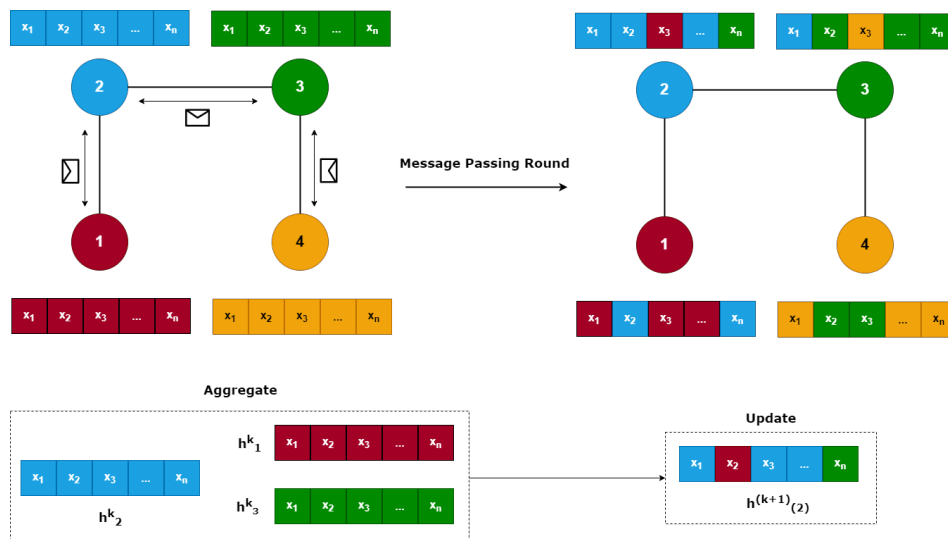 x1 x2 x3 ... xn
x1 x2 x3 ... xn
x1 x2 x3 ... xn
x1 x2 x3 ... xn
2
3
2
3
Message Passing Round
1
4
1
4
x1 x2 x3 ... xn
x1 x2 x3 ... xn
x1 x2 x3 ... xn
x1 x2 x3 ... xn
Aggregate
Update
h^k_1
x1 x2 x3 ... xn
x1 x2 x3 ... xn
x1 x2 x3 ... xn
h^k_2
h^k_3
x1 x2 x3 ... xn
h^(k+1)_(2)